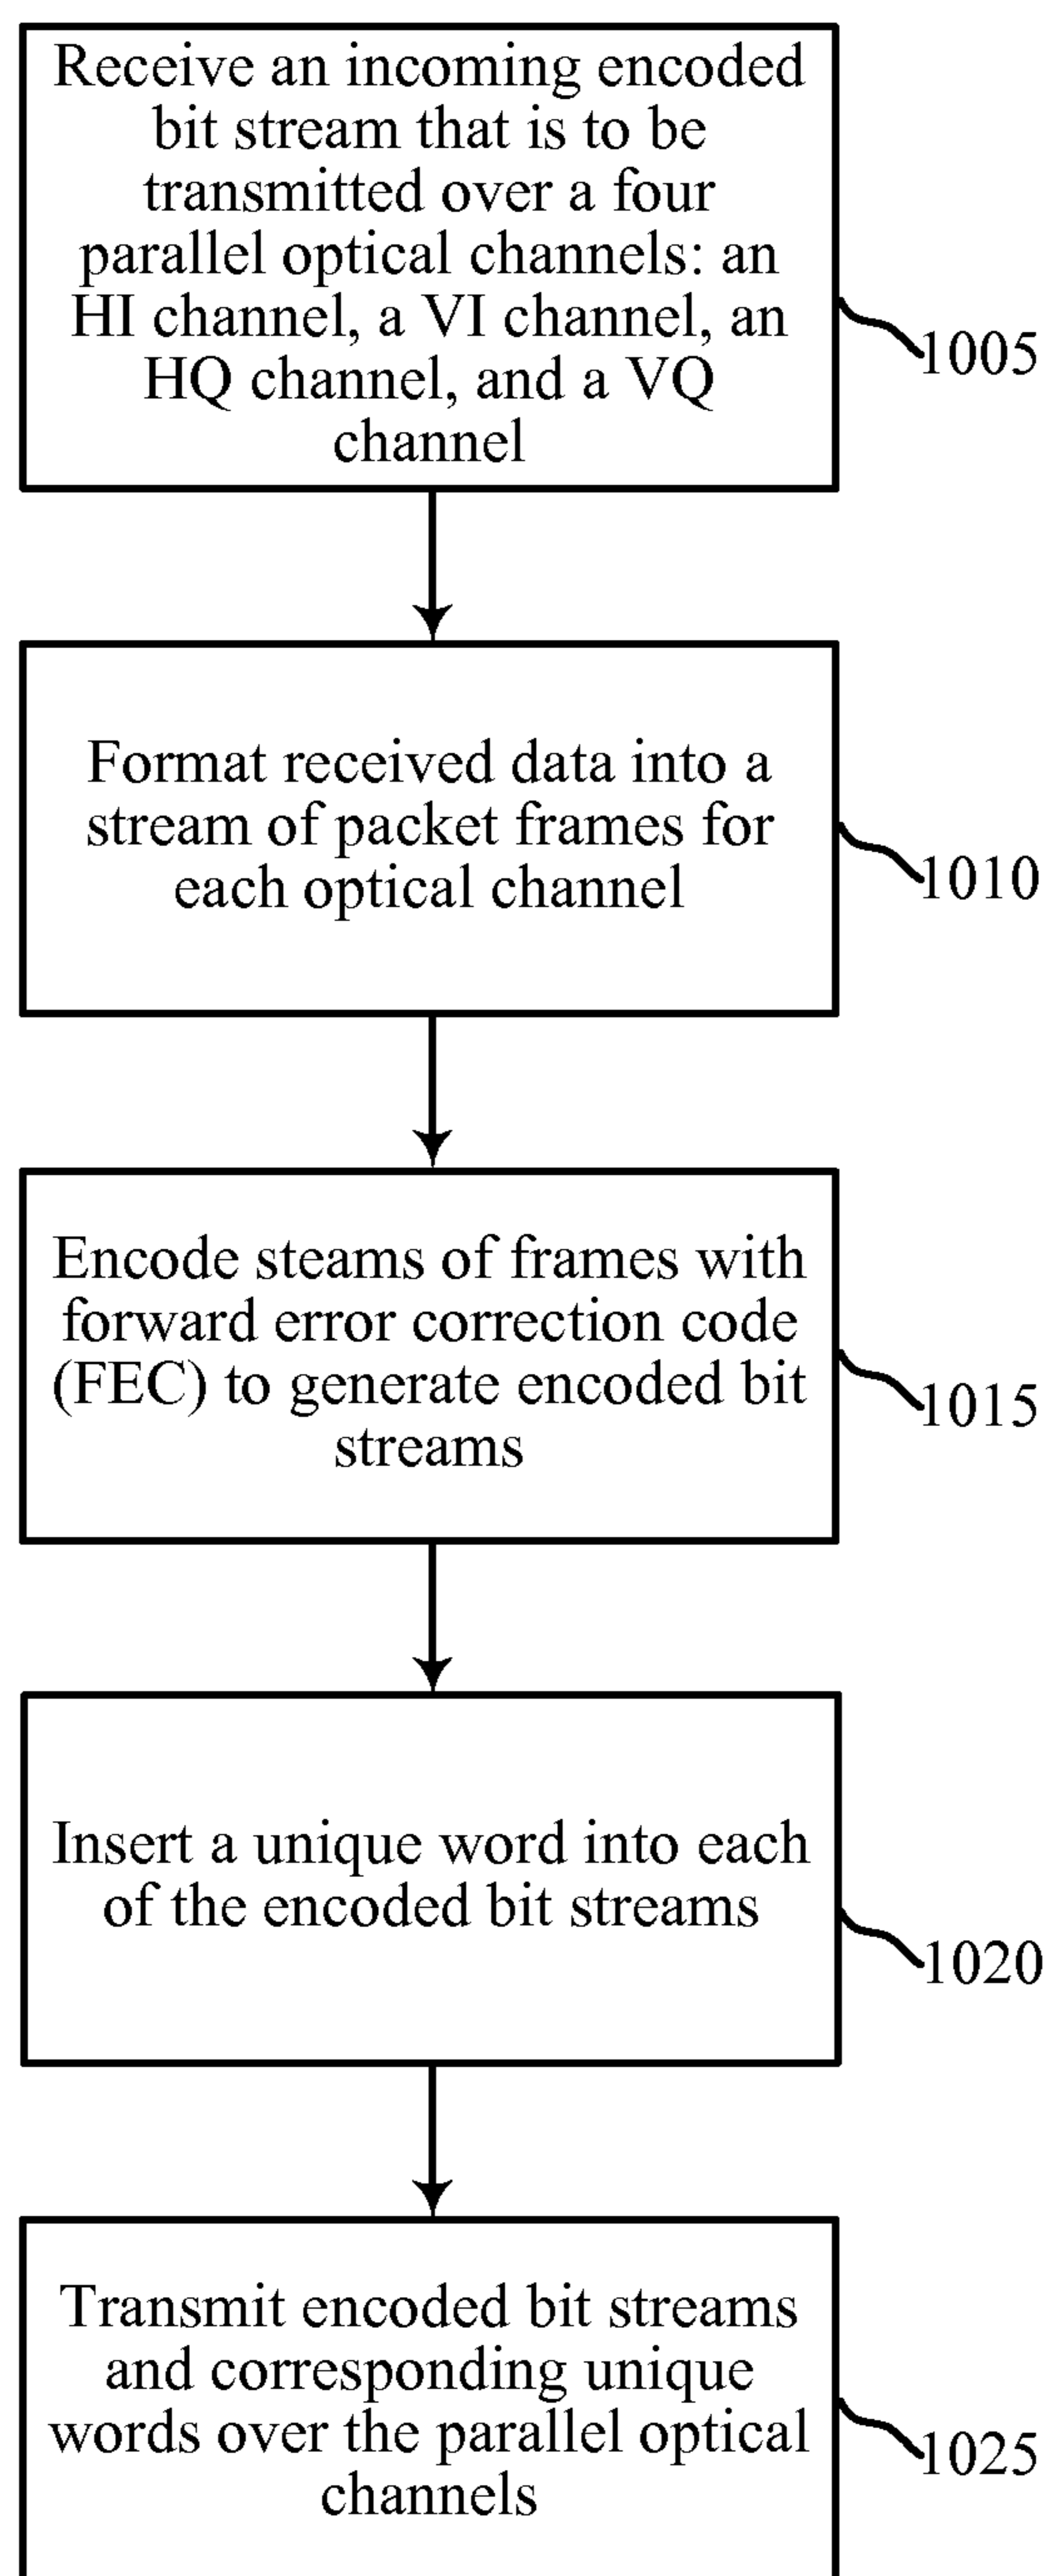 Receive an incoming encoded
bit stream that is to be
transmitted over a four
parallel optical channels: an
HI channel, a VI channel, an
HQ channel, and a VQ
channel
1005
Format received data into a
stream of packet frames for
each optical channel
1010
Encode steams of frames with
forward error correction code
(FEC) to generate encoded bit
streams
1015
Insert a unique word into each
of the encoded bit streams
1020
Transmit encoded bit streams
and corresponding unique
words over the parallel optical
channels
1025